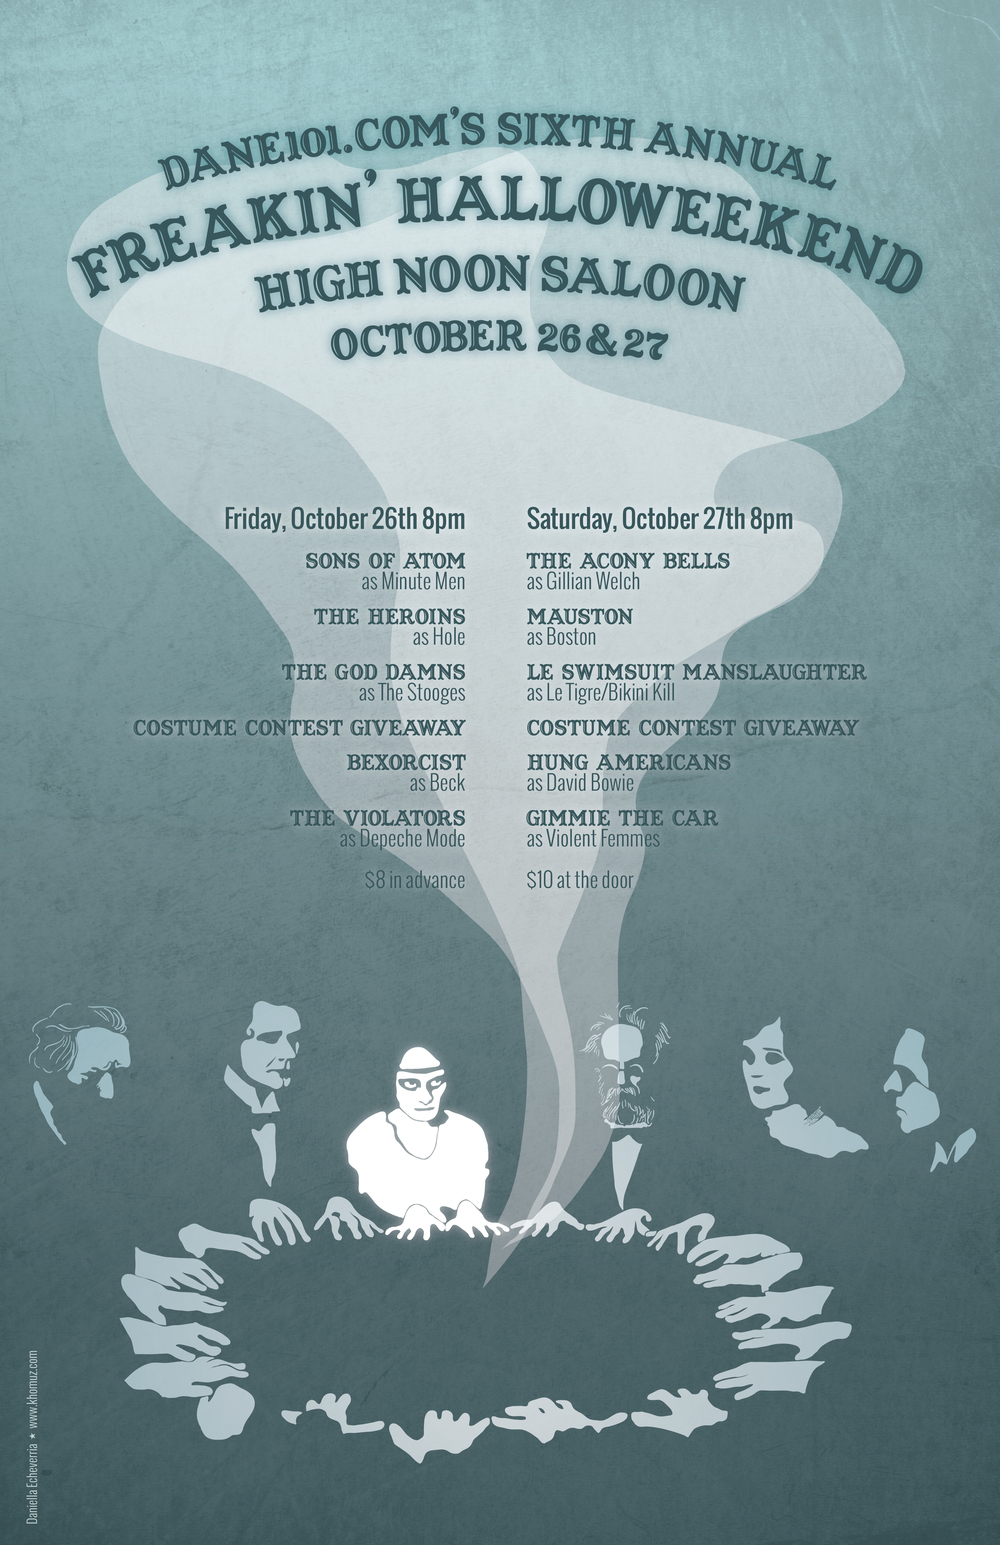 DANE101.COM'S SIXTH ANNUAL
FREAKIN' HALLOWEEKEND
HIGH NOON SALOON
OCTOBER 26 & 27
Friday, October 26th 8pm
SONS OF ATOM
as Minute Men
THE HEROINS
as Hole
THE GOD DAMNS
as The Stooges
COSTUME CONTEST GIVEAWAY
BEXORCIST
as Beck
THE VIOLATORS
as Depeche Mode
$8 in advance
Saturday, October 27th 8pm
THE ACONY BELLS
as Gillian Welch
MAUSTON
as Boston
LE SWIMSUIT MANSLAUGHTER
as Le Tigre/Bikini Kill
COSTUME CONTEST GIVEAWAY
HUNG AMERICANS
as David Bowie
GIMMIE THE CAR
as Violent Femmes
$10 at the door
Daniella Echeverria ★ www.khomuz.com